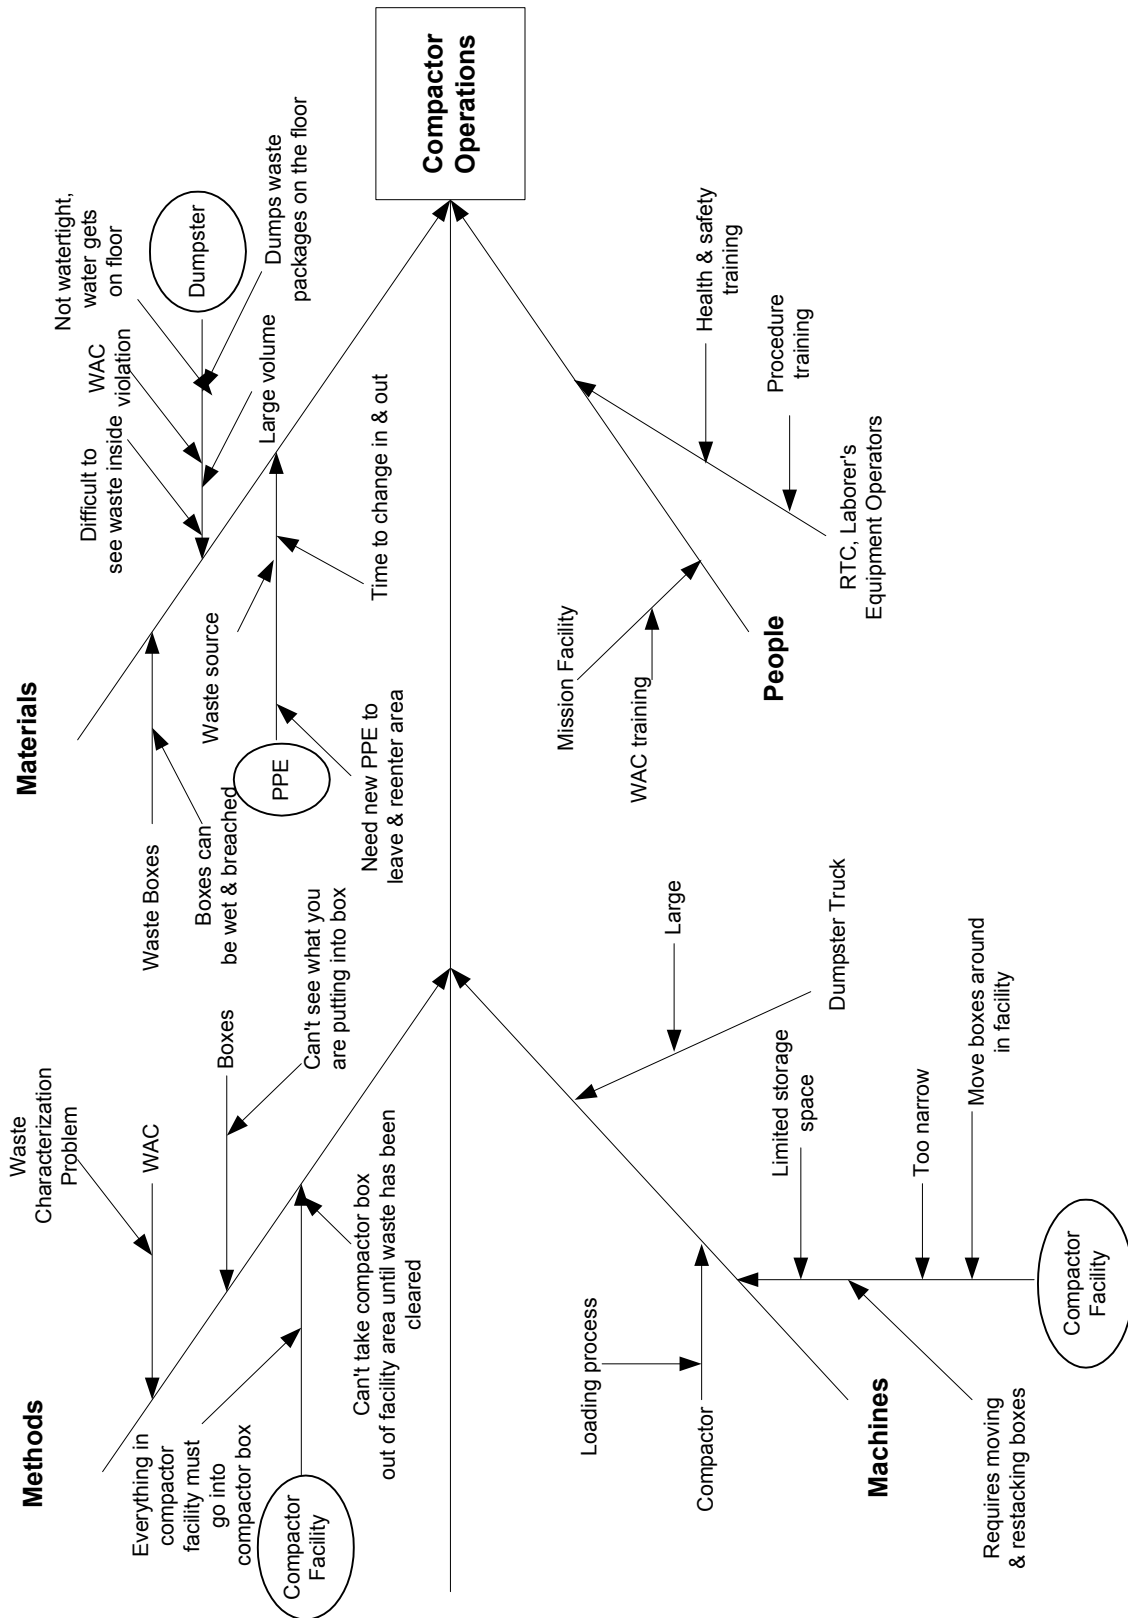 Methods
Waste
Characterization
Problem
WAC
Boxes
Can't see what you
are putting into box
Everything in
compactor
facility must
go into
compactor box
Compactor
Facility
Can't take compactor box
out of facility area until waste has been
cleared
Materials
Waste Boxes
Boxes can
be wet & breached
Difficult to
see waste inside
WAC
violation
Not watertight,
water gets
on floor
Dumpster
Dumps waste
packages on the floor
Large volume
Waste source
PPE
Time to change in & out
Need new PPE to
leave & reenter area
Compactor
Operations
Machines
Loading process
Compactor
Large
Dumpster Truck
Limited storage
space
Too narrow
Move boxes around
in facility
Requires moving
& restacking boxes
Compactor
Facility
People
Mission Facility
WAC training
Health & safety
training
Procedure
training
RTC, Laborer's
Equipment Operators